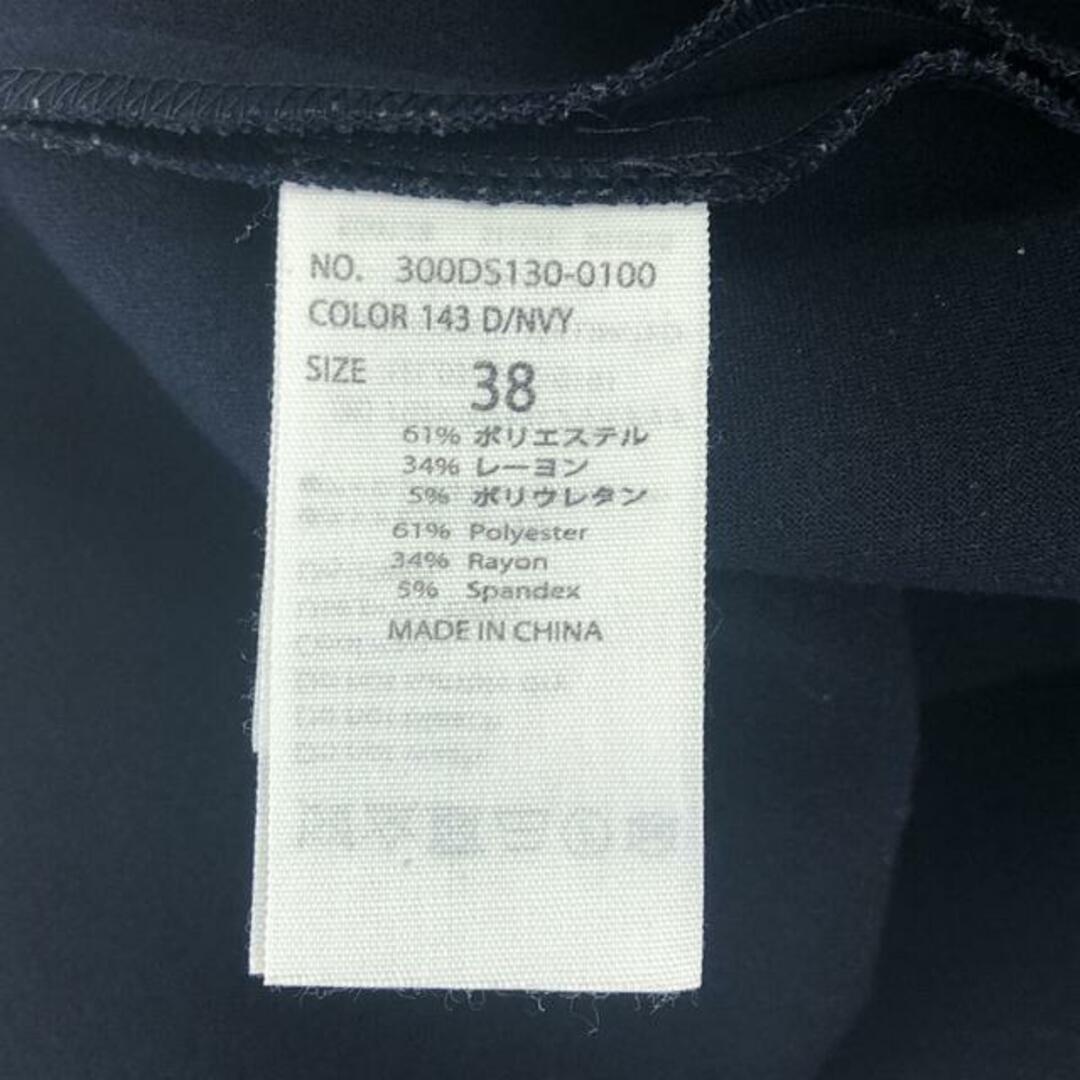 NO. 300DS130-0100
COLOR 143 D/NVY
SIZE 38
61% ポリエステル
34% レーヨン
5% ポリウレタン
61% Polyester
34% Rayon
5% Spandex
MADE IN CHINA